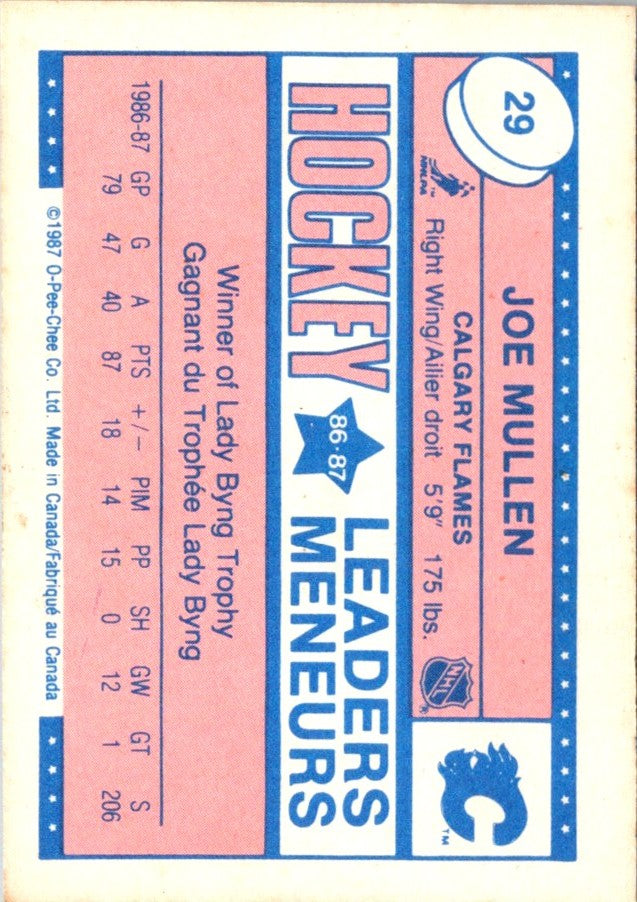 29
JOE MULLEN
CALGARY FLAMES
NHLPA™
Right Wing/Ailier droit 5'9" 175 lbs.
NHL®
C™
HOCKEY 86-87 LEADERS
MENEURS
Winner of Lady Byng Trophy
Gagnant du Trophée Lady Byng
1986-87 GP G A PTS +/− PIM PP SH GW GT S
79 47 40 87 18 14 15 0 12 1 206
©1987 O-Pee-Chee Co. Ltd. Made in Canada/Fabriqué au Canada